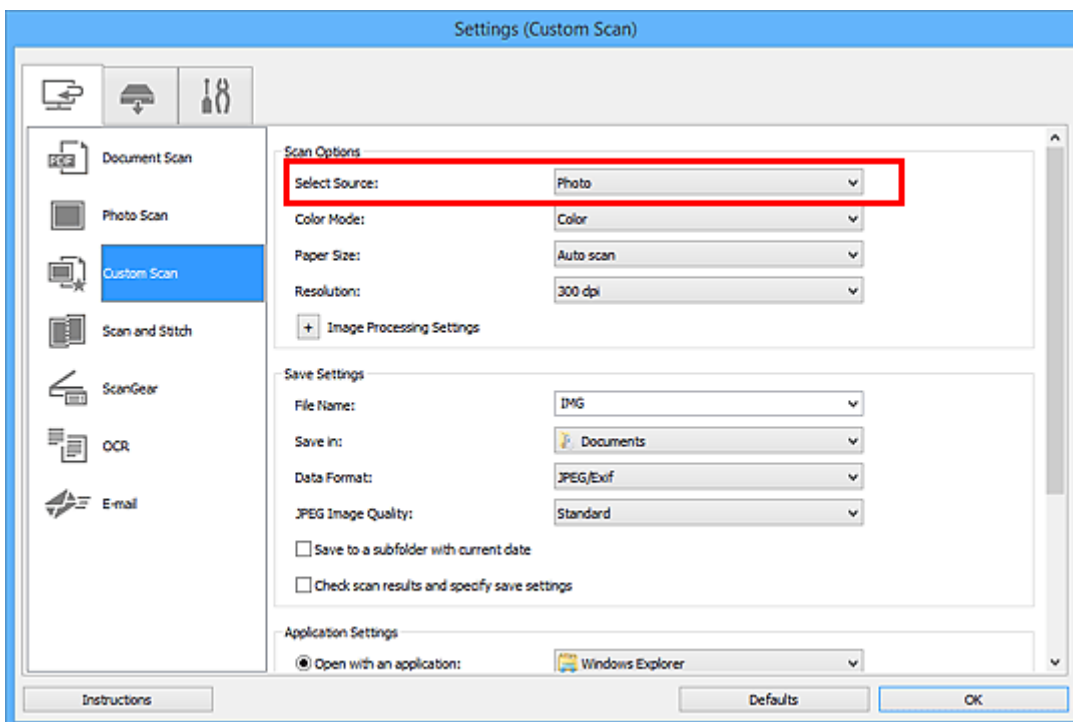 Settings (Custom Scan)
Document Scan
Photo Scan
Custom Scan
Scan and Stitch
ScanGear
PDF
OCR
E-mail
Scan Options
Select Source: Photo
Color Mode: Color
Paper Size: Auto scan
Resolution: 300 dpi
+ Image Processing Settings
Save Settings
File Name: IMG
Save in: Documents
Data Format: JPEG/Exif
JPEG Image Quality: Standard
Save to a subfolder with current date
Check scan results and specify save settings
Application Settings
Open with an application: Windows Explorer
Instructions Defaults OK